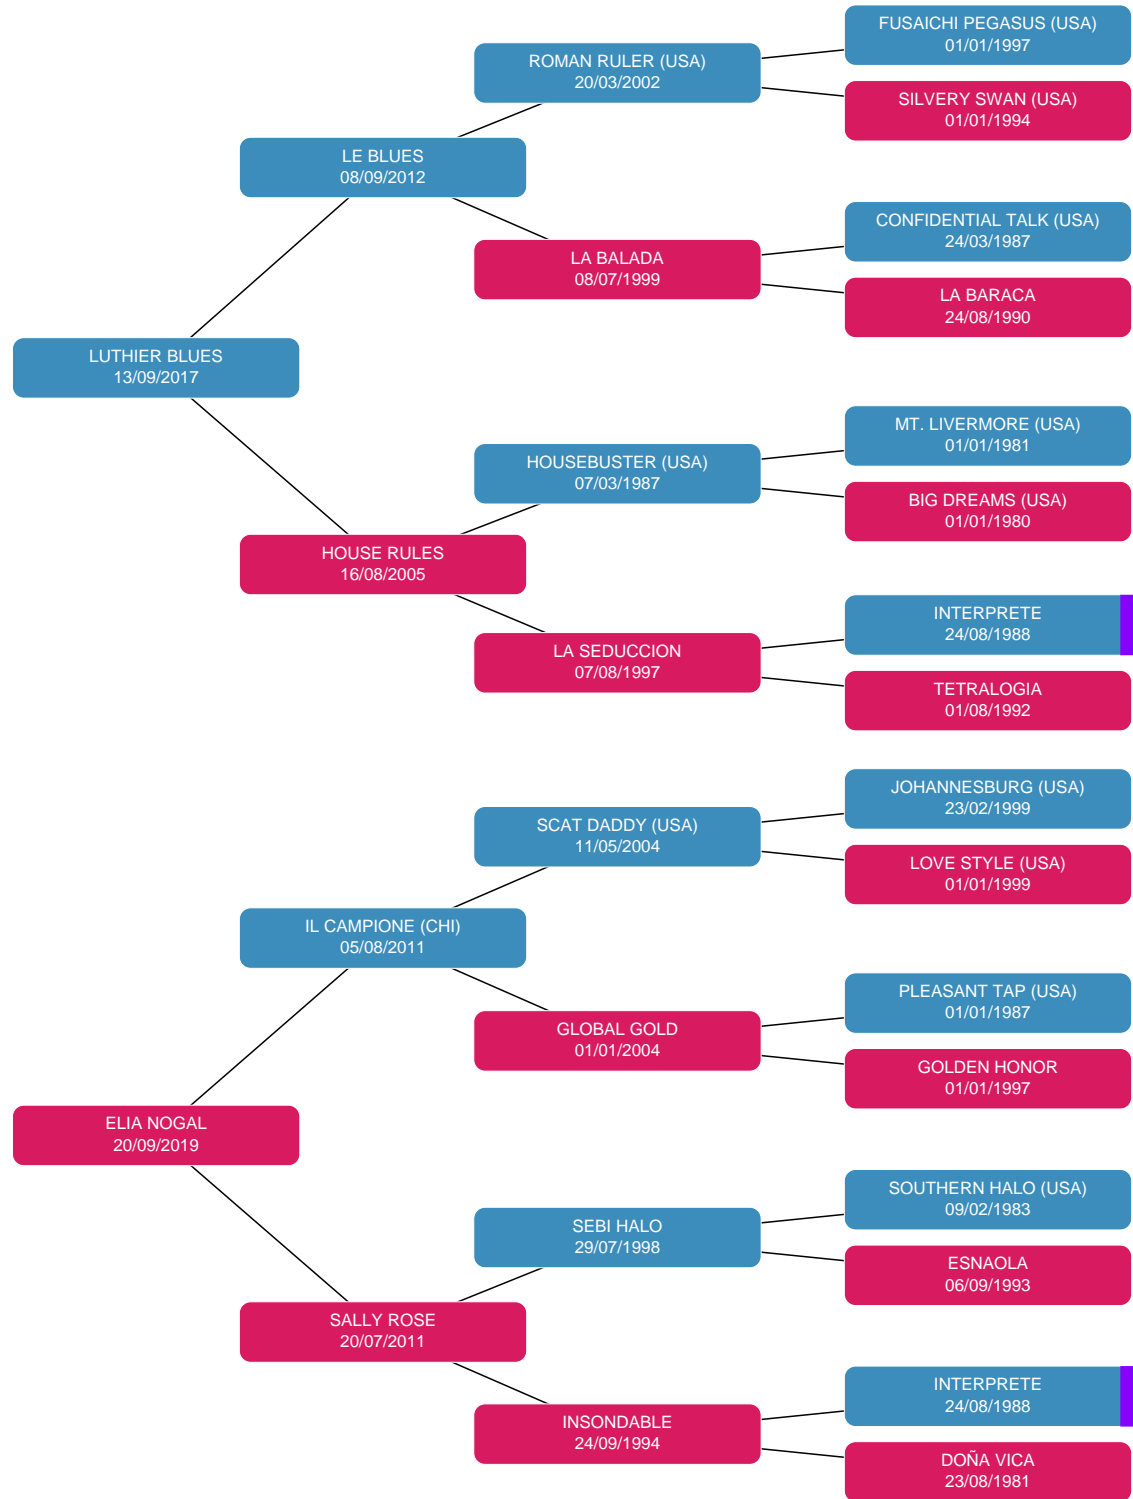 FUSAICHI PEGASUS (USA)
01/01/1997
ROMAN RULER (USA)
20/03/2002
SILVERY SWAN (USA)
01/01/1994
LE BLUES
08/09/2012
CONFIDENTIAL TALK (USA)
24/03/1987
LA BALADA
08/07/1999
LA BARACA
24/08/1990
LUTHIER BLUES
13/09/2017
MT. LIVERMORE (USA)
01/01/1981
HOUSEBUSTER (USA)
07/03/1987
BIG DREAMS (USA)
01/01/1980
HOUSE RULES
16/08/2005
INTERPRETE
24/08/1988
LA SEDUCCION
07/08/1997
TETRALOGIA
01/08/1992
JOHANNESBURG (USA)
23/02/1999
SCAT DADDY (USA)
11/05/2004
LOVE STYLE (USA)
01/01/1999
IL CAMPIONE (CHI)
05/08/2011
PLEASANT TAP (USA)
01/01/1987
GLOBAL GOLD
01/01/2004
GOLDEN HONOR
01/01/1997
ELIA NOGAL
20/09/2019
SOUTHERN HALO (USA)
09/02/1983
SEBI HALO
29/07/1998
ESNAOLA
06/09/1993
SALLY ROSE
20/07/2011
INTERPRETE
24/08/1988
INSONDABLE
24/09/1994
DOÑA VICA
23/08/1981